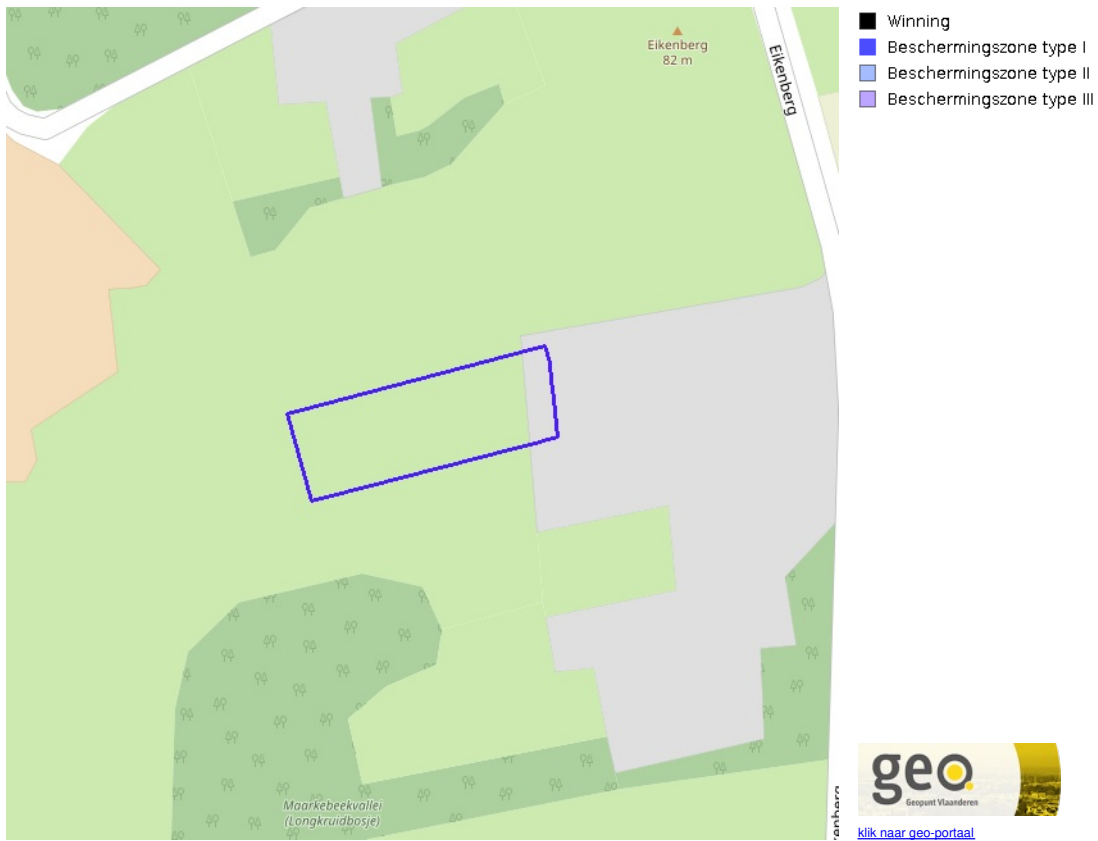 Eikenberg
82 m
Eikenberg
Maarkebeekvallei
(Longkruidbosje)
enberg
Winning
Beschermingszone type I
Beschermingszone type II
Beschermingszone type III
geo
Geopunt Vlaanderen
klik naar geo-portaal